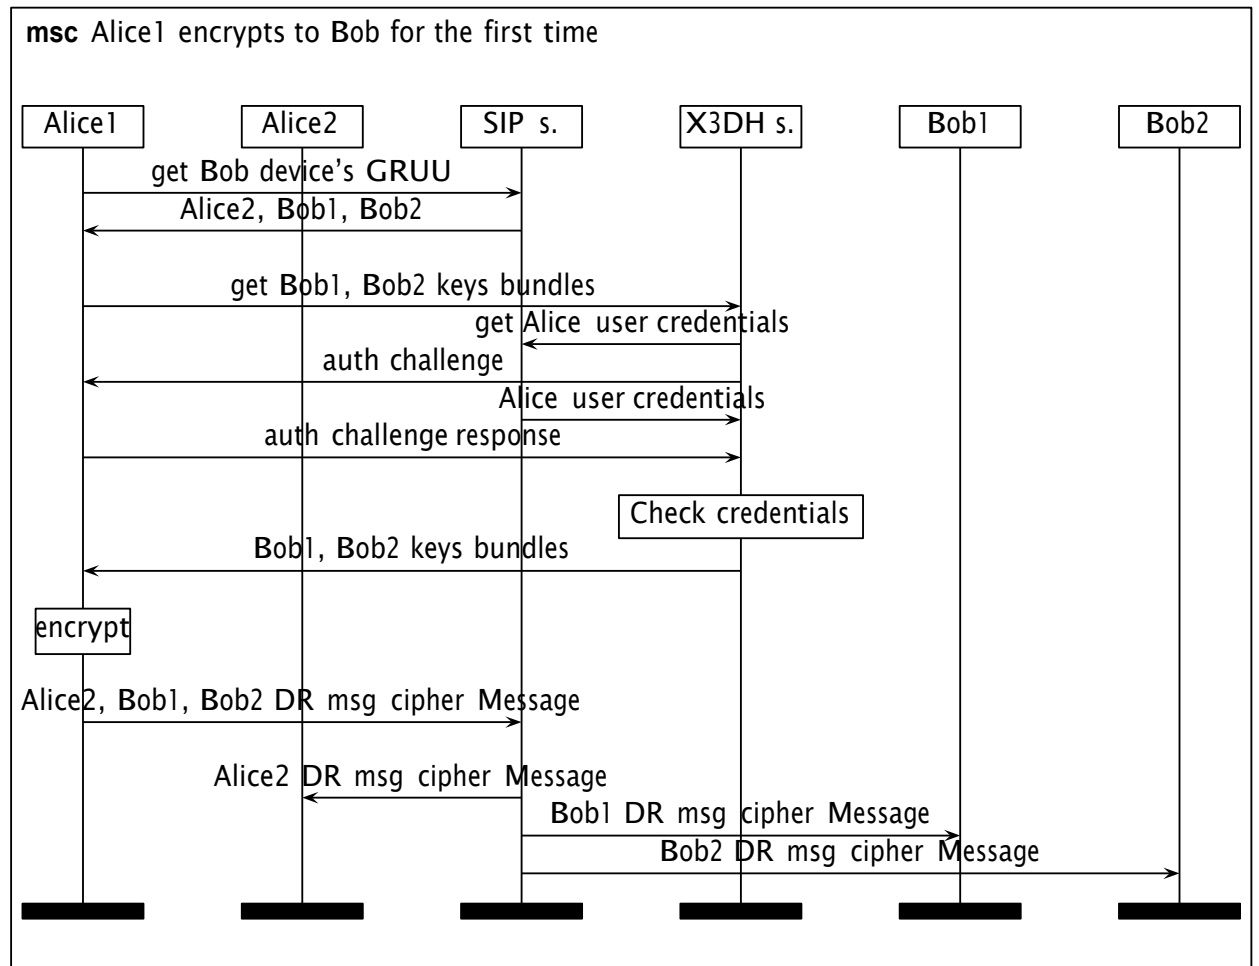 msc Alice1 encrypts to Bob for the first time
Alice1
Alice2
SIP s.
X3DH s.
Bob1
Bob2
get Bob device's GRUU
Alice2, Bob1, Bob2
get Bob1, Bob2 keys bundles
get Alice user credentials
auth challenge
Alice user credentials
auth challenge response
Check credentials
Bob1, Bob2 keys bundles
encrypt
Alice2, Bob1, Bob2 DR msg cipher Message
Alice2 DR msg cipher Message
Bob1 DR msg cipher Message
Bob2 DR msg cipher Message